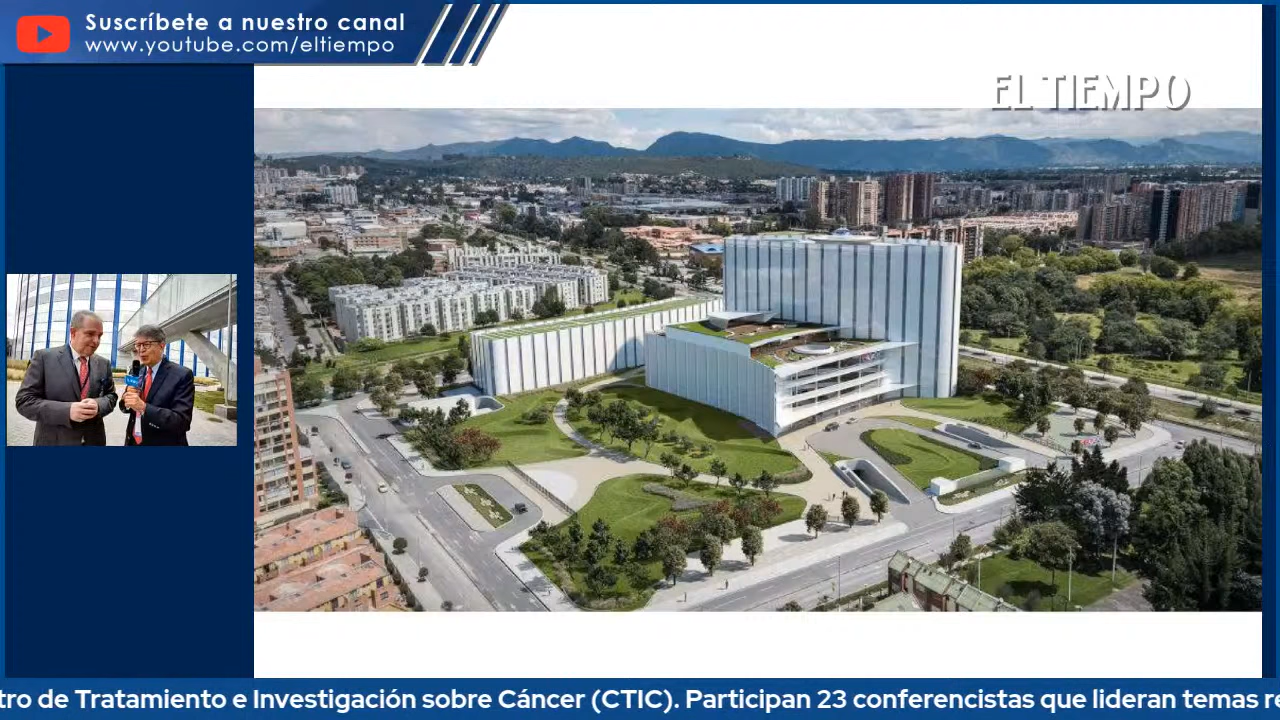 Suscríbete a nuestro canal
www.youtube.com/eltiempo
EL TIEMPO
tro de Tratamiento e Investigación sobre Cáncer (CTIC). Participan 23 conferencistas que lideran temas re